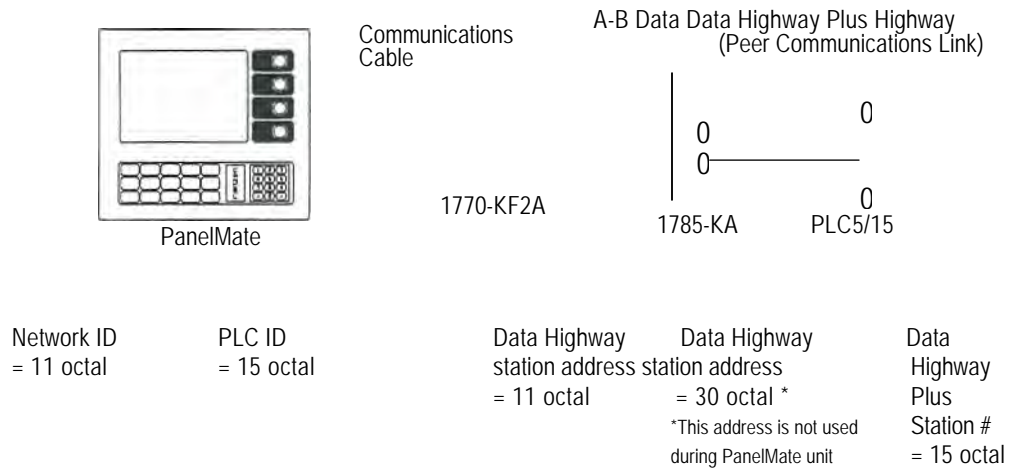 A-B Data Data Highway Plus Highway
(Peer Communications Link)
Communications
Cable
0
0
0
0
1770-KF2A
1785-KA
PLC5/15
PanelMate
Network ID
= 11 octal
PLC ID
= 15 octal
Data Highway
station address
= 11 octal
Data Highway
station address
= 30 octal *
*This address is not used
during PanelMate unit
Data
Highway
Plus
Station #
= 15 octal